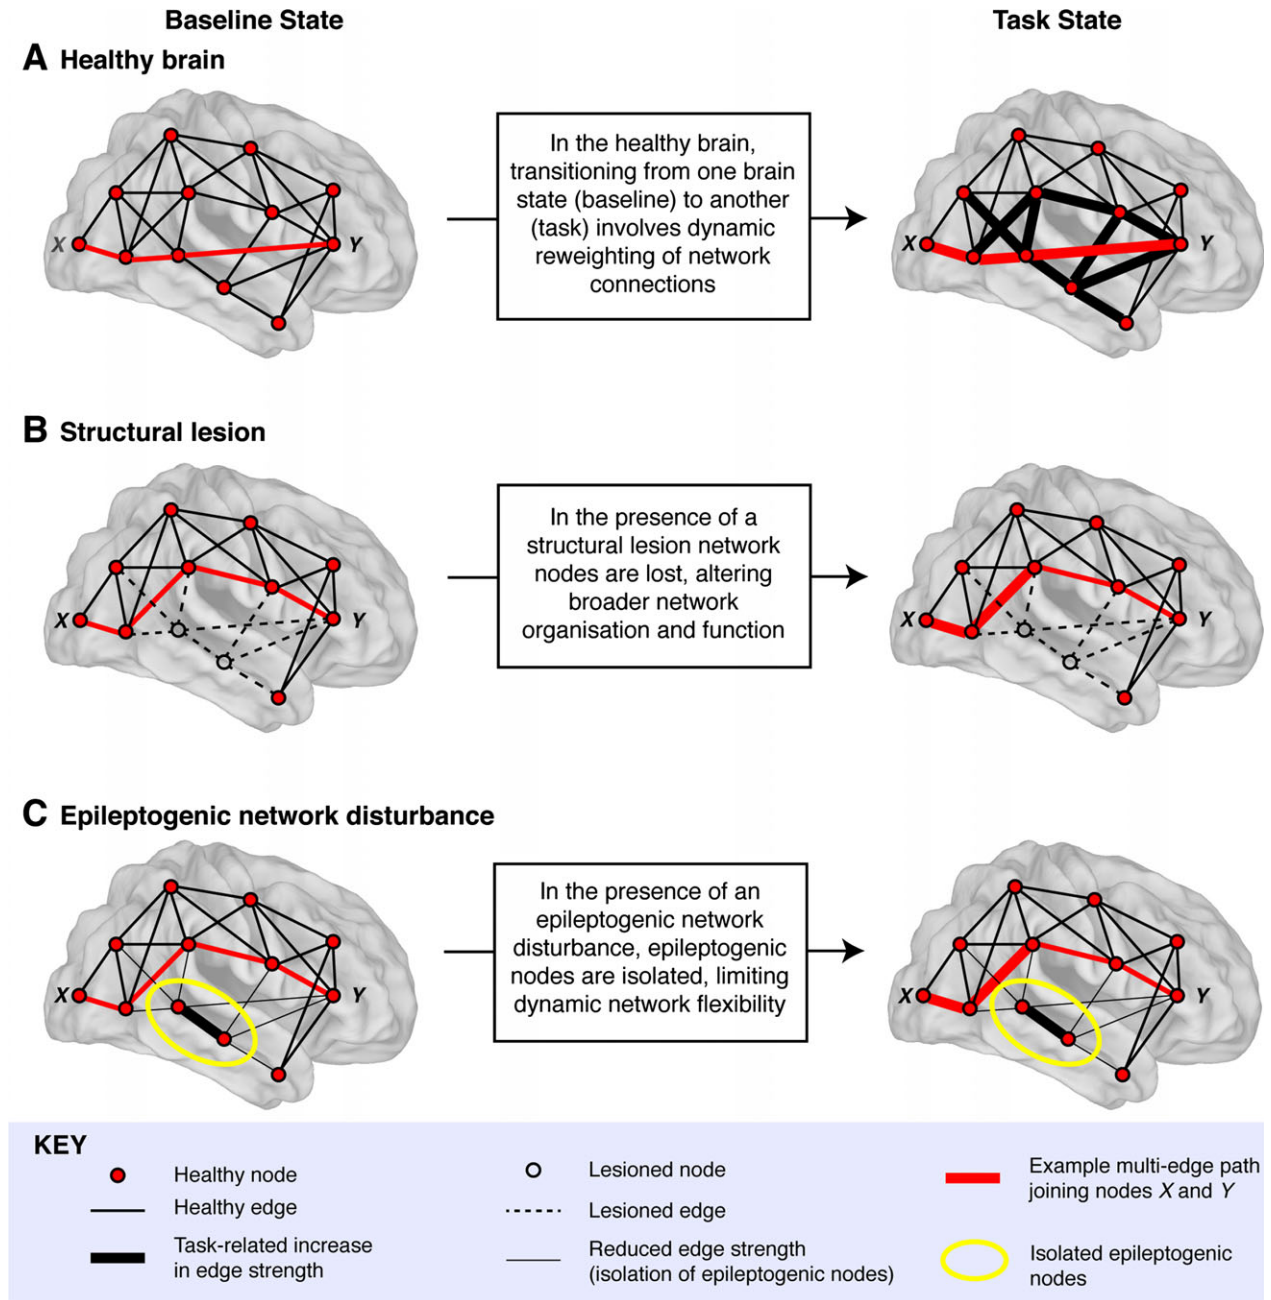 Baseline State
Task State
A Healthy brain
X
Y
In the healthy brain,
transitioning from one brain
state (baseline) to another
(task) involves dynamic
reweighting of network
connections
X
Y
B Structural lesion
X
Y
In the presence of a
structural lesion network
nodes are lost, altering
broader network
organisation and function
X
Y
C Epileptogenic network disturbance
X
Y
In the presence of an
epileptogenic network
disturbance, epileptogenic
nodes are isolated, limiting
dynamic network flexibility
X
Y
KEY
Healthy node
Healthy edge
Task-related increase
in edge strength
Lesioned node
Lesioned edge
Reduced edge strength
(isolation of epileptogenic nodes)
Example multi-edge path
joining nodes X and Y
Isolated epileptogenic
nodes